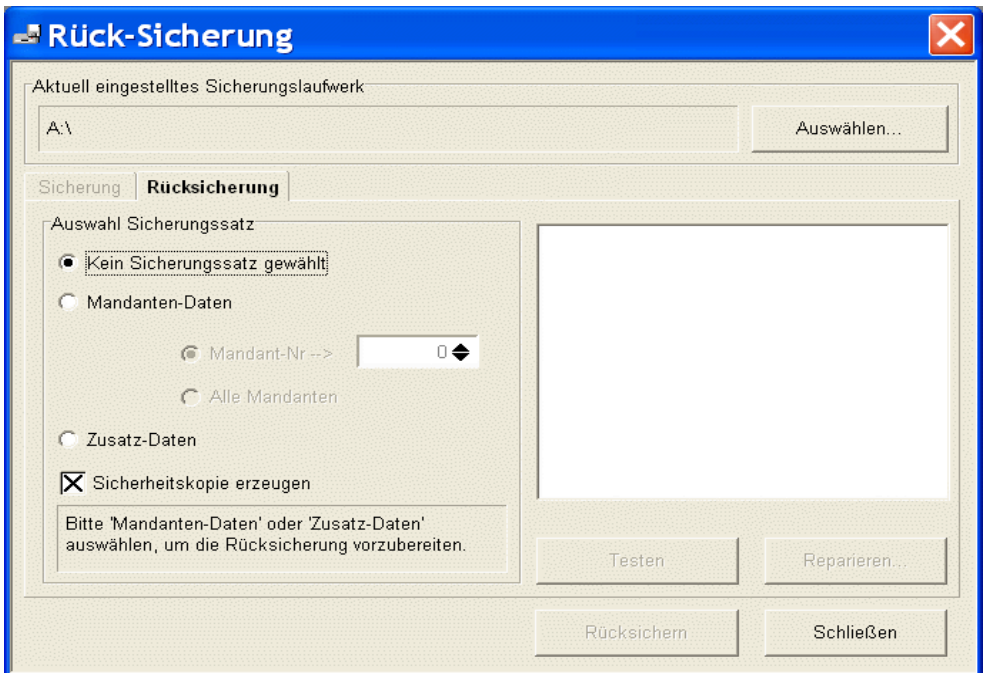 Rück-Sicherung
Aktuell eingestelltes Sicherungslaufwerk
A:\
Auswählen...
Sicherung
Rücksicherung
Auswahl Sicherungssatz
Kein Sicherungssatz gewählt
Mandanten-Daten
Mandant-Nr -->
0
Alle Mandanten
Zusatz-Daten
Sicherheitskopie erzeugen
Bitte 'Mandanten-Daten' oder 'Zusatz-Daten'
auswählen, um die Rücksicherung vorzubereiten.
Testen
Reparieren...
Rücksichern
Schließen